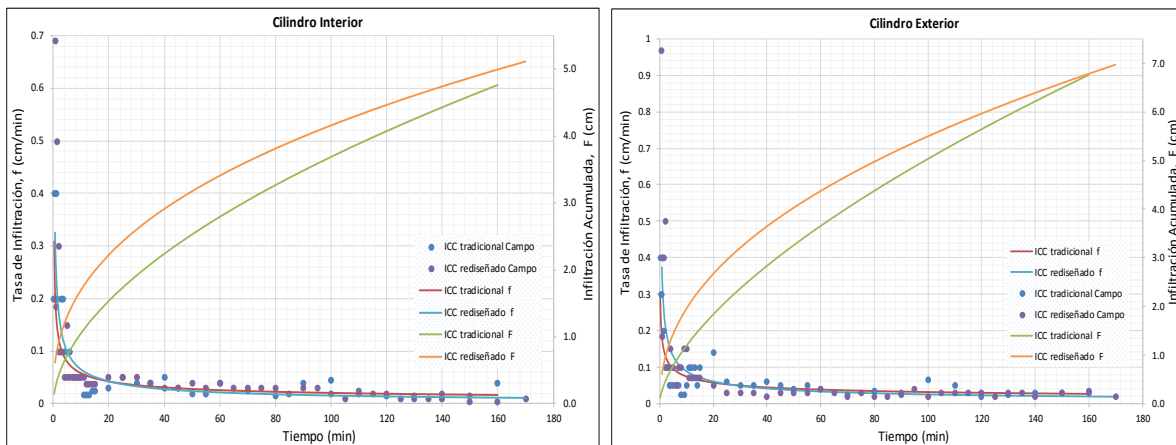 Cilindro Interior
Tasa de Infiltración, f (cm/min)
0.7
0.6
0.5
0.4
0.3
0.2
0.1
0
5.0
4.0
3.0
2.0
1.0
0.0
Infiltración Acumulada, F (cm)
ICC tradicional Campo
ICC rediseñado Campo
ICC tradicional f
ICC rediseñado f
ICC tradicional F
ICC rediseñado F
0 20 40 60 80 100 120 140 160 180
Tiempo (min)
Cilindro Exterior
Tasa de Infiltración, f (cm/min)
1
0.9
0.8
0.7
0.6
0.5
0.4
0.3
0.2
0.1
0
7.0
6.0
5.0
4.0
3.0
2.0
1.0
0.0
Infiltración Acumulada, F (cm)
ICC tradicional f
ICC rediseñado f
ICC tradicional Campo
ICC rediseñado Campo
ICC tradicional F
ICC rediseñado F
0 20 40 60 80 100 120 140 160 180
Tiempo (min)